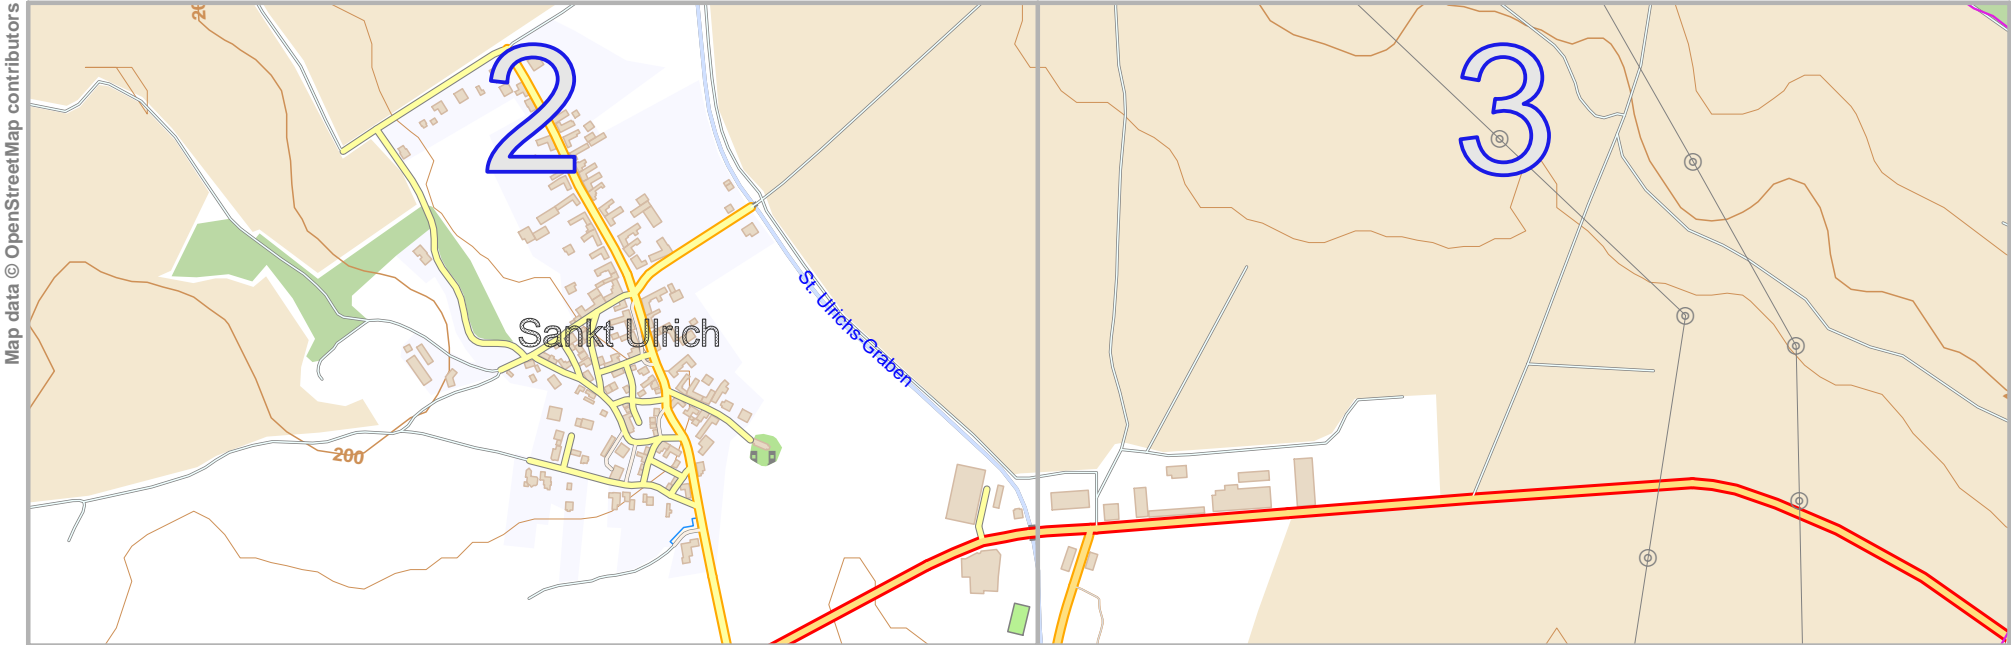 Map data © OpenStreetMap contributors
2
3
St. Ulrichs-Graben
Sankt Ulrich
200